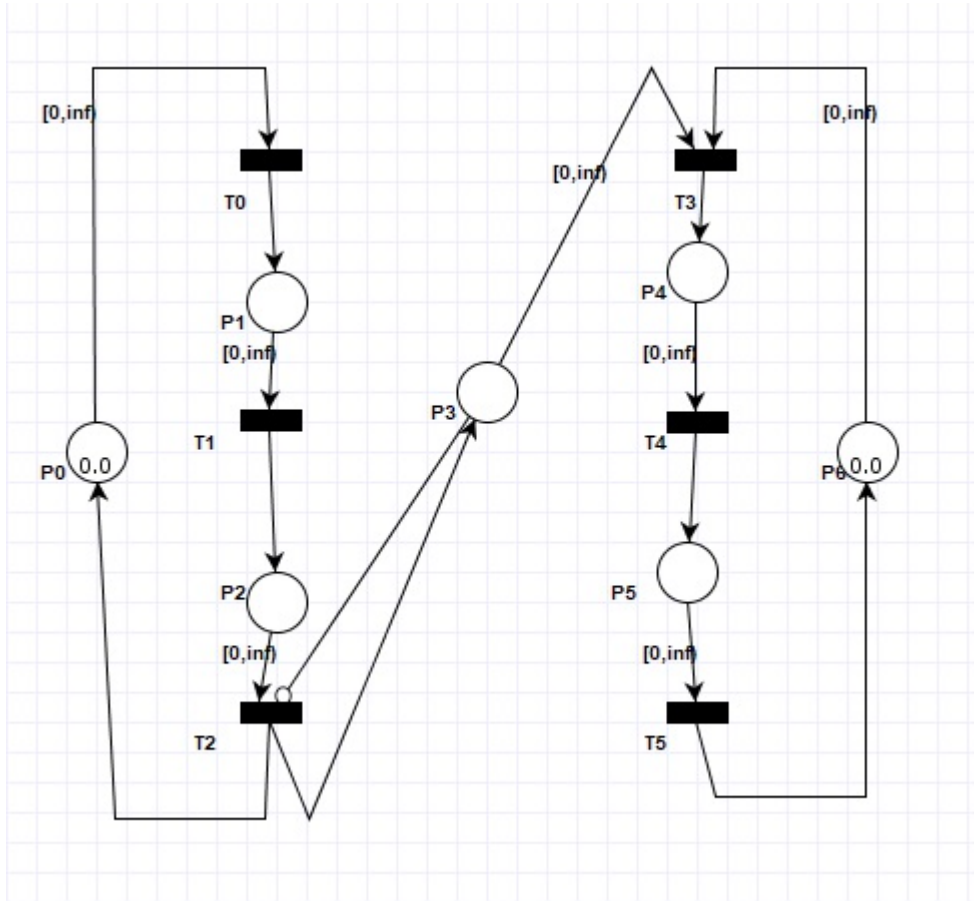 [0,inf)
[0,inf)
[0,inf)
T0
T3
P4
P1
[0,inf)
[0,inf)
P3
T1
T4
P0
0.0
P6
0.0
P2
P5
[0,inf)
[0,inf)
T2
T5